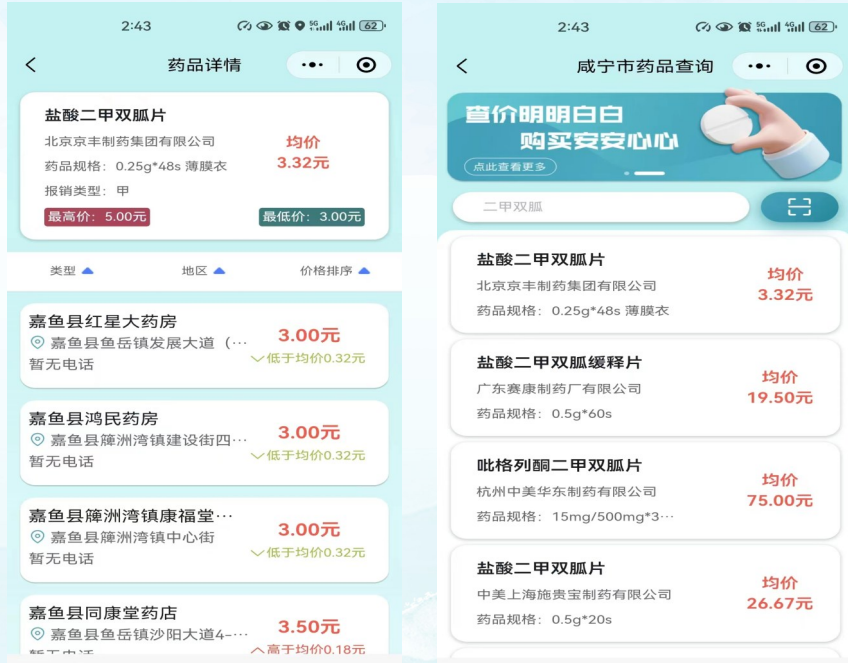 2:43
5G
4G
62
药品详情
盐酸二甲双胍片
北京京丰制药集团有限公司
药品规格：0.25g*48s 薄膜衣
报销类型：甲
均价
3.32元
最高价：5.00元
最低价：3.00元
类型
地区
价格排序
嘉鱼县红星大药房
嘉鱼县鱼岳镇发展大道（…
暂无电话
3.00元
低于均价0.32元
嘉鱼县鸿民药房
嘉鱼县簰洲湾镇建设街四…
暂无电话
3.00元
低于均价0.32元
嘉鱼县簰洲湾镇康福堂…
嘉鱼县簰洲湾镇中心街
暂无电话
3.00元
低于均价0.32元
嘉鱼县同康堂药店
嘉鱼县鱼岳镇沙阳大道4-…
暂无电话
3.50元
高于均价0.18元
2:43
5G
4G
62
咸宁市药品查询
查价明明白白
购买安安心心
点此查看更多
二甲双胍
盐酸二甲双胍片
北京京丰制药集团有限公司
药品规格：0.25g*48s 薄膜衣
均价
3.32元
盐酸二甲双胍缓释片
广东赛康制药厂有限公司
药品规格：0.5g*60s
均价
19.50元
吡格列酮二甲双胍片
杭州中美华东制药有限公司
药品规格：15mg/500mg*3…
均价
75.00元
盐酸二甲双胍片
中美上海施贵宝制药有限公司
药品规格：0.5g*20s
均价
26.67元